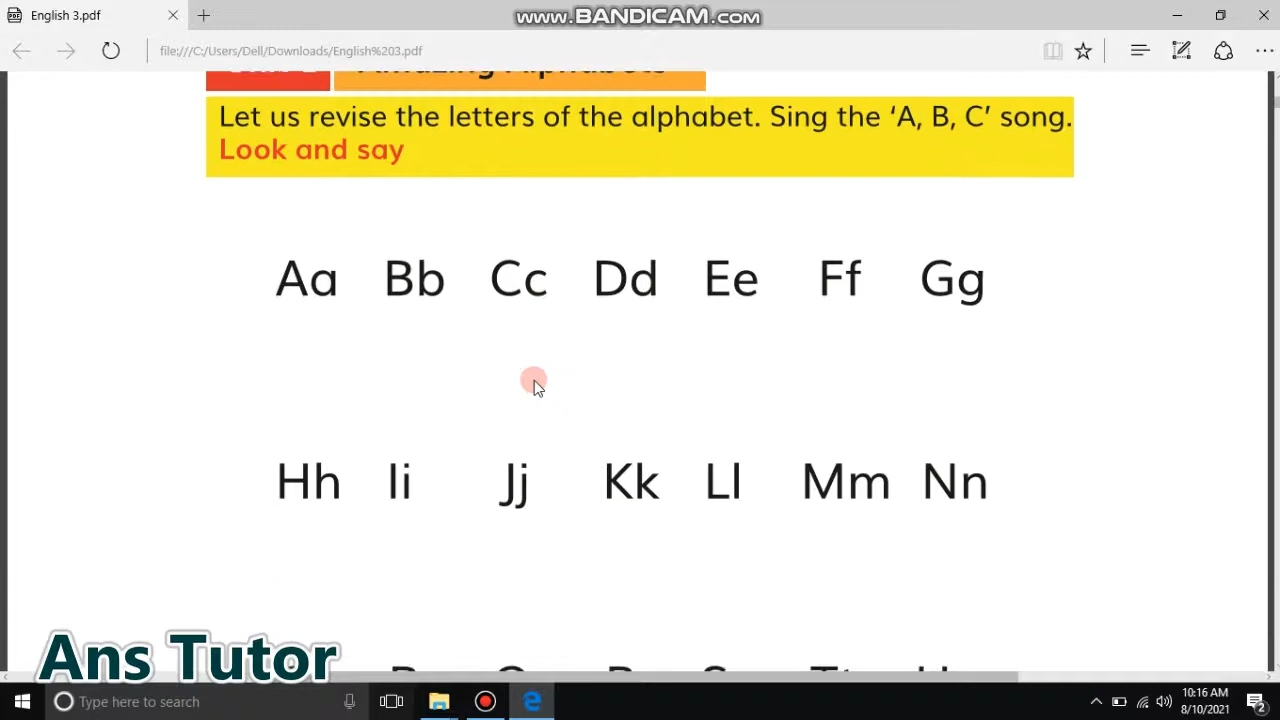 English 3.pdf
www.BANDICAM.com
file:///C:/Users/Dell/Downloads/English%203.pdf
Amazing Alphabets
Let us revise the letters of the alphabet. Sing the ‘A, B, C’ song.
Look and say
Aa Bb Cc Dd Ee Ff Gg
Hh Ii Jj Kk Ll Mm Nn
Ans Tutor
Type here to search
10:16 AM
8/10/2021
2